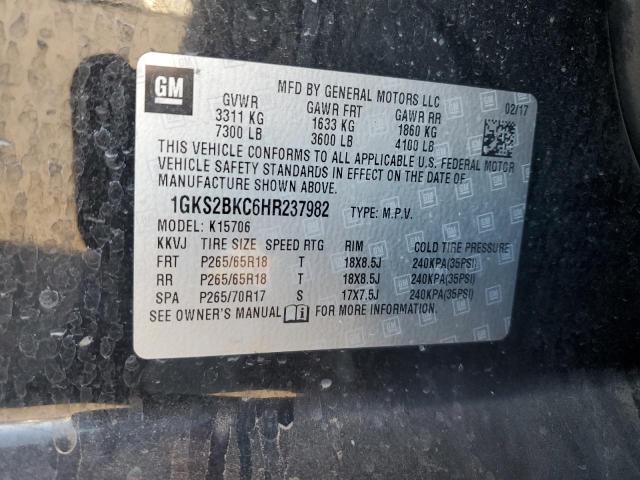 GM
MFD BY GENERAL MOTORS LLC
GVWR GAWR FRT GAWR RR 02/17
3311 KG 1633 KG 1860 KG
7300 LB 3600 LB 4100 LB
THIS VEHICLE CONFORMS TO ALL APPLICABLE U.S. FEDERAL MOTOR
VEHICLE SAFETY STANDARDS IN EFFECT ON THE DATE OF
MANUFACTURE SHOWN ABOVE.
1GKS2BKC6HR237982 TYPE: M.P.V.
MODEL: K15706
KKVJ TIRE SIZE SPEED RTG RIM COLD TIRE PRESSURE
FRT P265/65R18 T 18X8.5J 240KPA(35PSI)
RR P265/65R18 T 18X8.5J 240KPA(35PSI)
SPA P265/70R17 S 17X7.5J 240KPA(35PSI)
SEE OWNER'S MANUAL i FOR MORE INFORMATION.